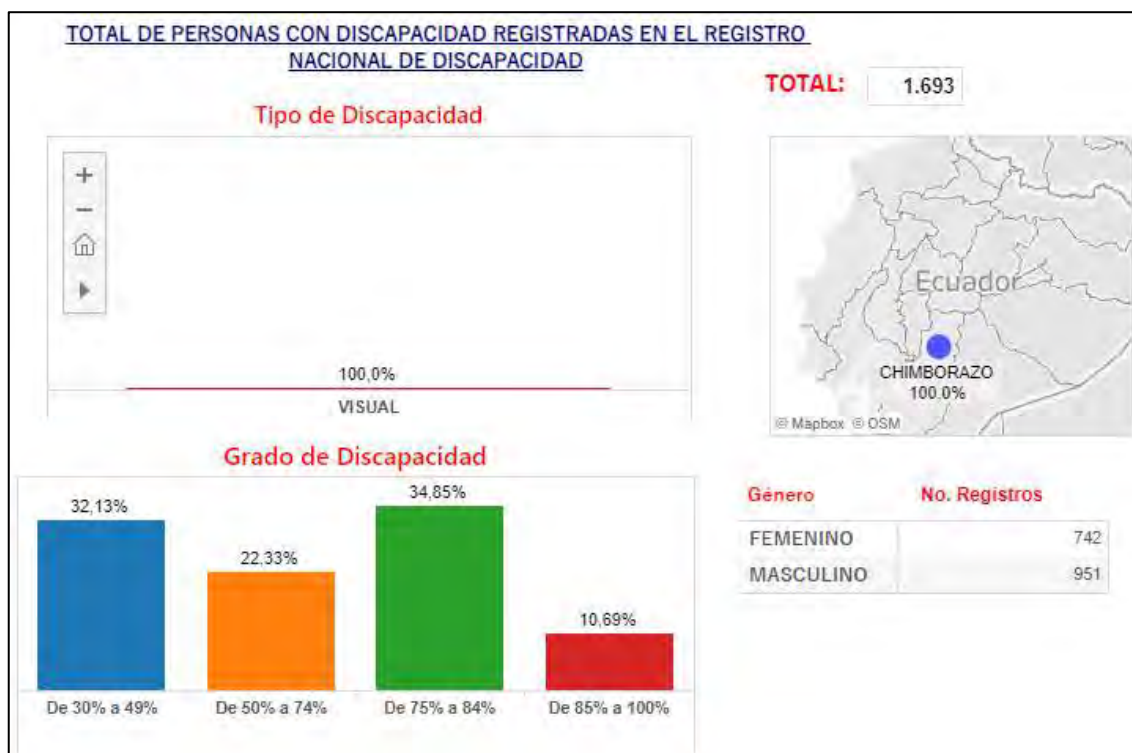 TOTAL DE PERSONAS CON DISCAPACIDAD REGISTRADAS EN EL REGISTRO
NACIONAL DE DISCAPACIDAD
TOTAL: 1.693
Tipo de Discapacidad
100,0%
VISUAL
Ecuador
CHIMBORAZO
100.0%
© Mapbox © OSM
Grado de Discapacidad
32,13%
22,33%
34,85%
10,69%
De 30% a 49%
De 50% a 74%
De 75% a 84%
De 85% a 100%
Género No. Registros
FEMENINO 742
MASCULINO 951